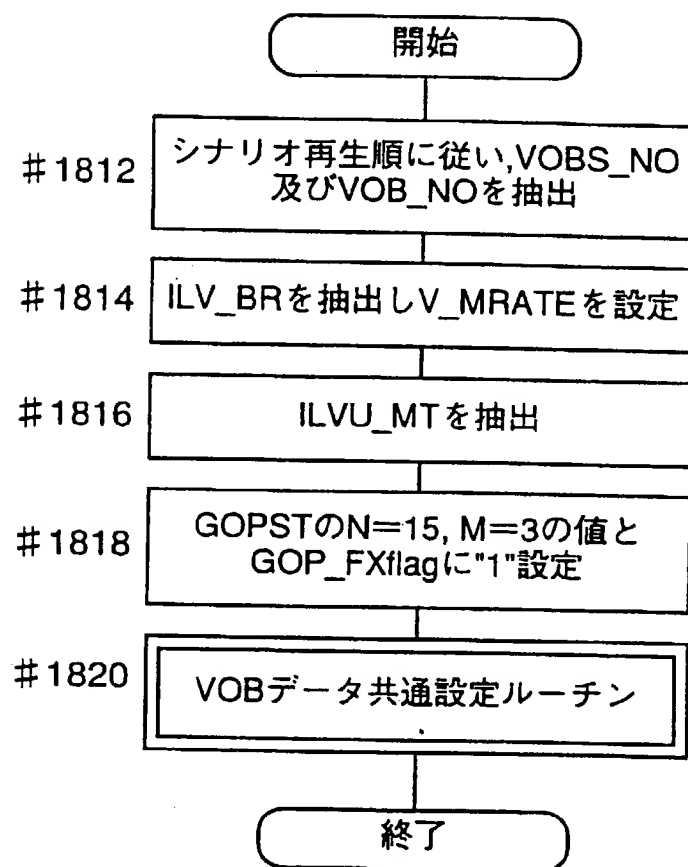 開始
#1812
シナリオ再生順に従い,VOBS_NO
及びVOB_NOを抽出
#1814
ILV_BRを抽出しV_MRATEを設定
#1816
ILVU_MTを抽出
#1818
GOPSTのN=15, M=3の値と
GOP_FXflagに"1"設定
#1820
VOBデータ共通設定ルーチン
終了